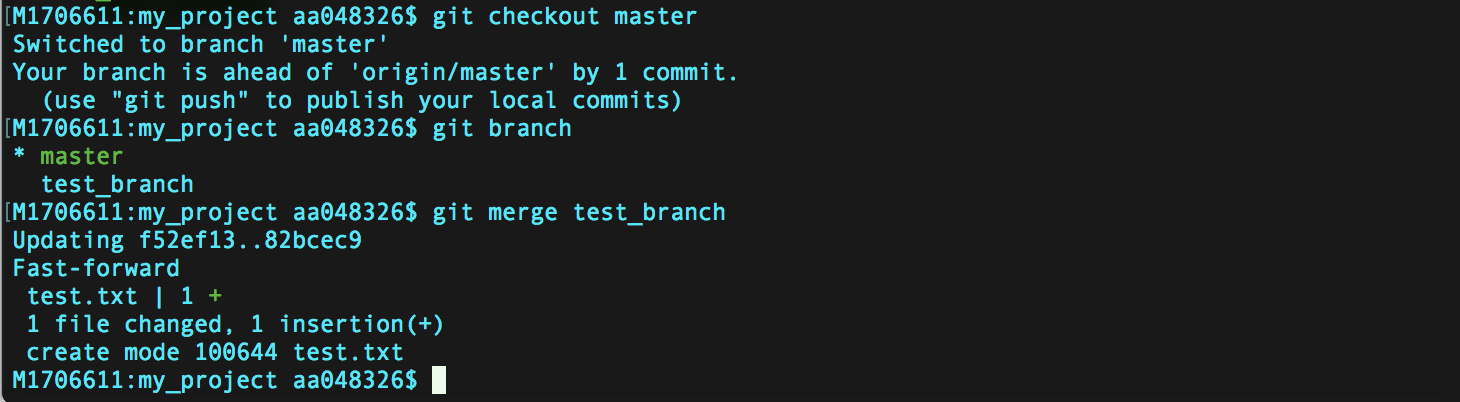 [M1706611:my_project aa048326$ git checkout master
Switched to branch 'master'
Your branch is ahead of 'origin/master' by 1 commit.
  (use "git push" to publish your local commits)
[M1706611:my_project aa048326$ git branch
* master
  test_branch
[M1706611:my_project aa048326$ git merge test_branch
Updating f52ef13..82bcec9
Fast-forward
 test.txt | 1 +
 1 file changed, 1 insertion(+)
 create mode 100644 test.txt
M1706611:my_project aa048326$